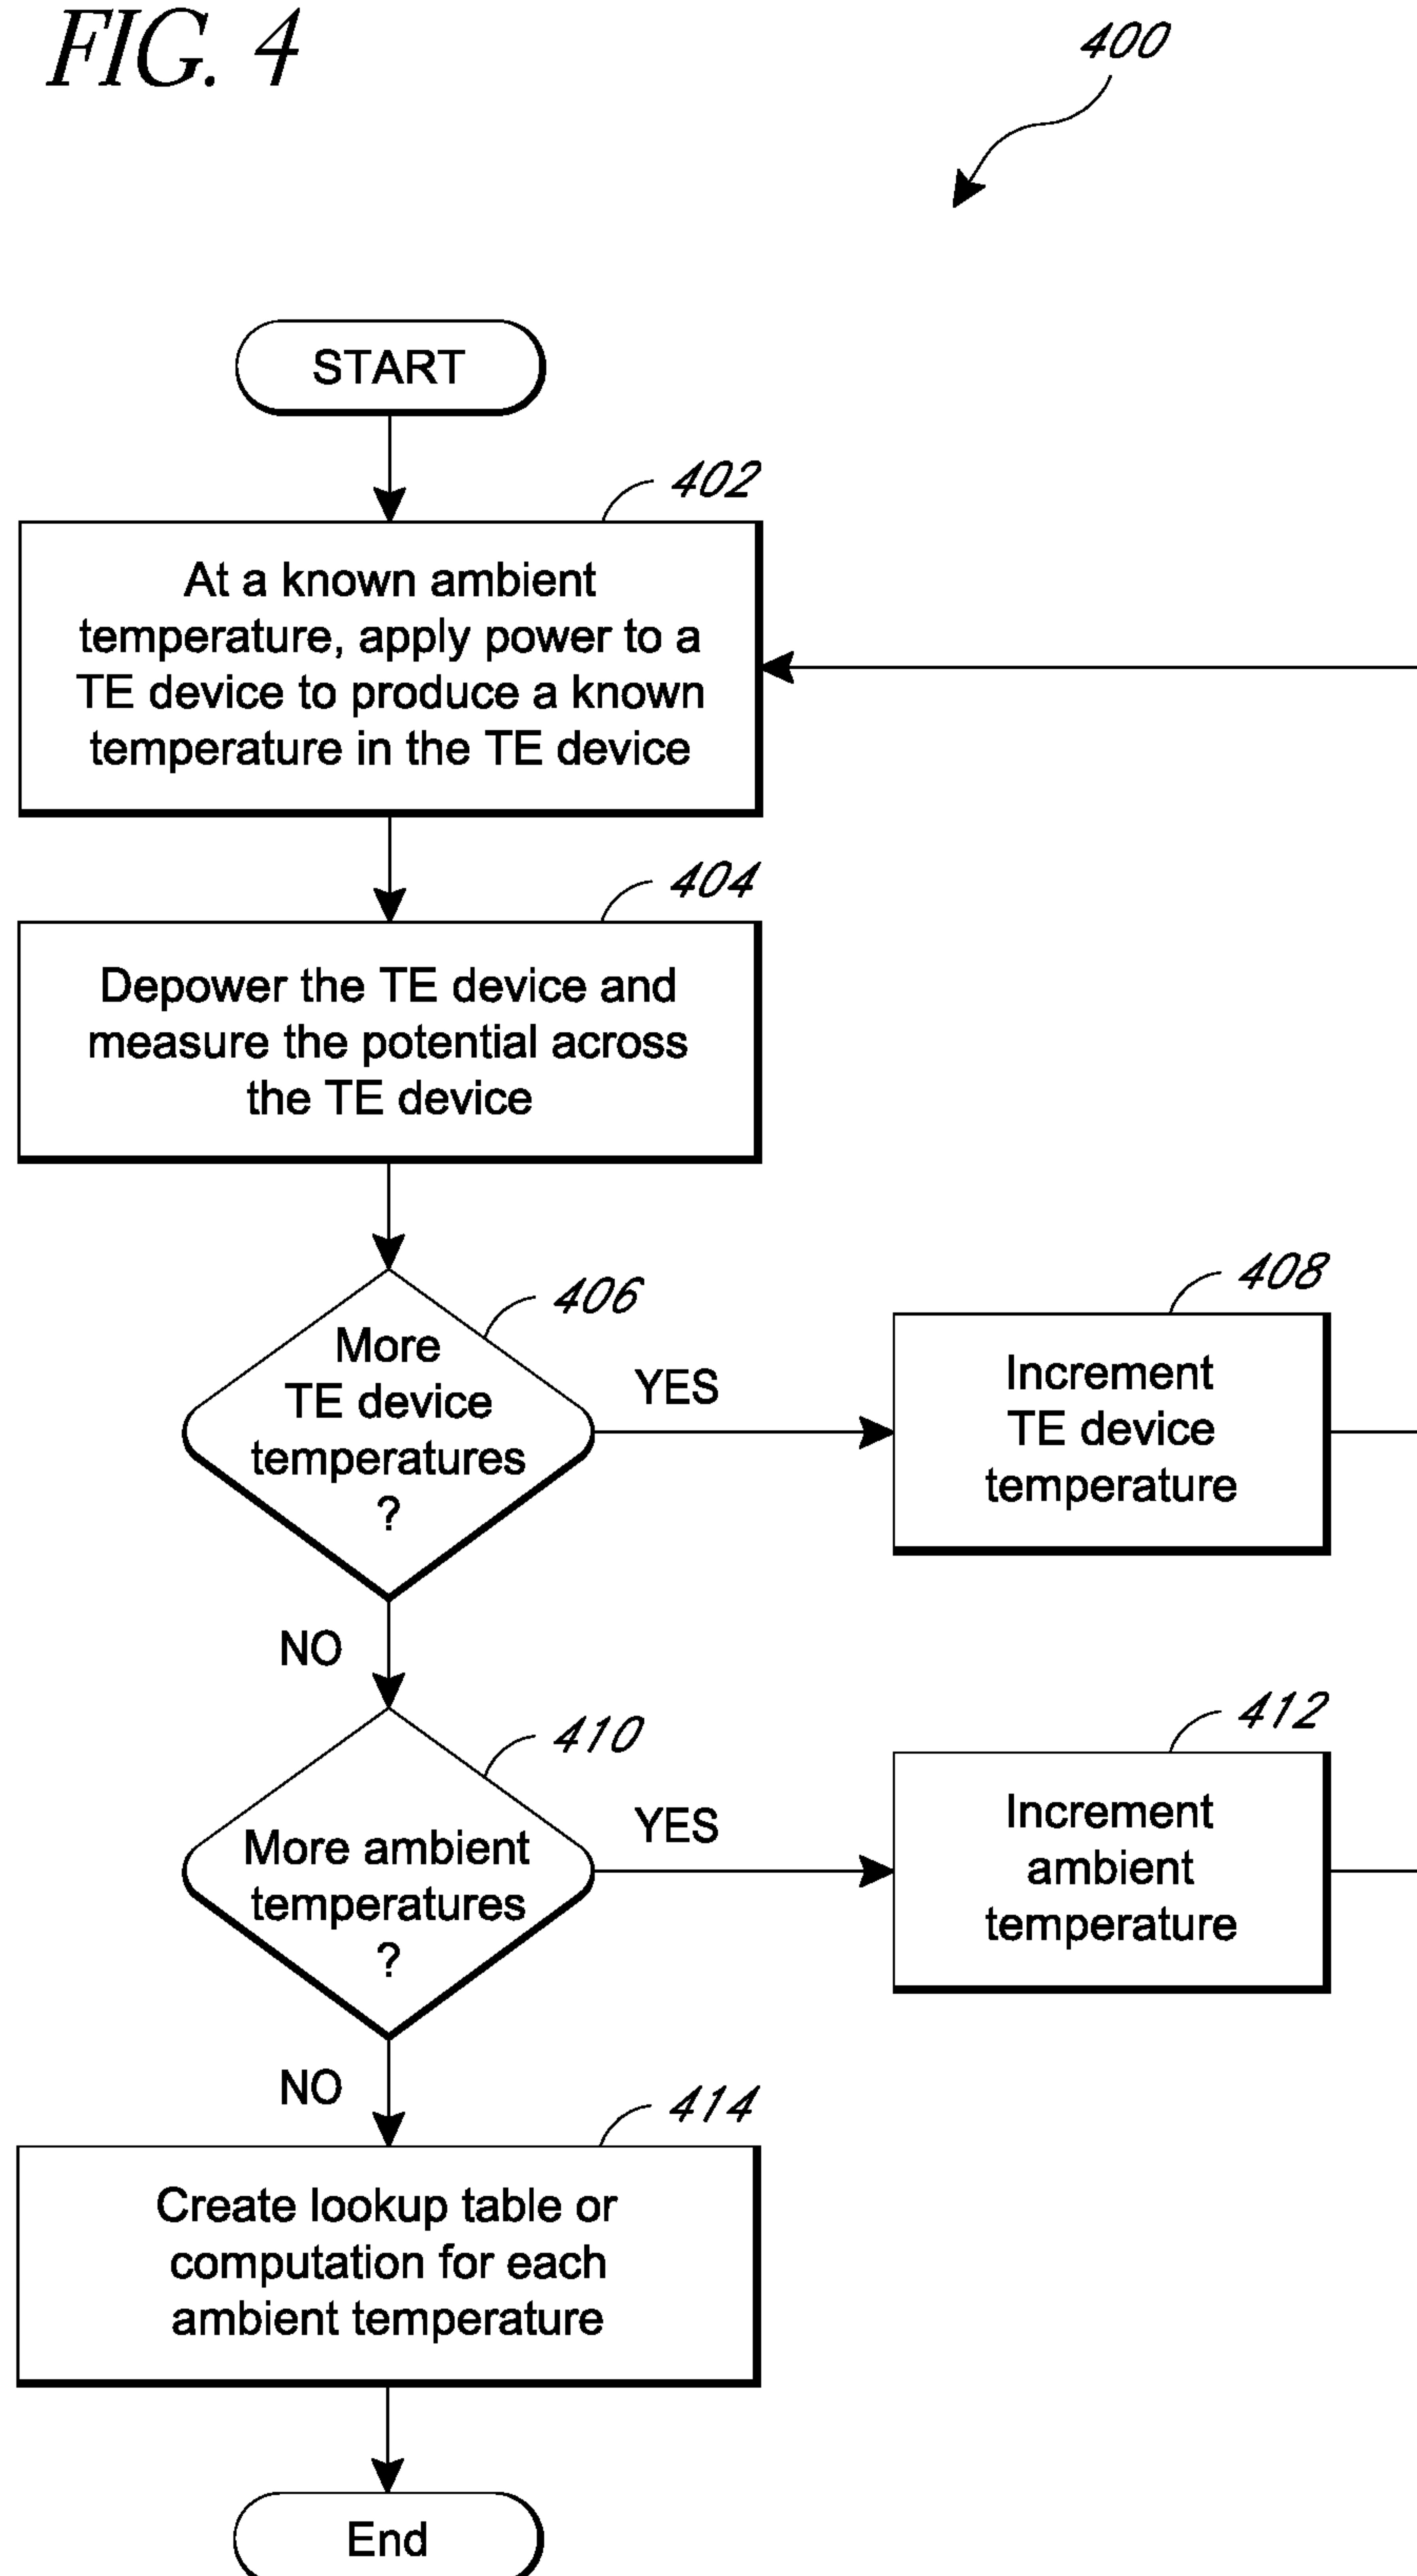 FIG. 4
400
START
402
At a known ambient
temperature, apply power to a
TE device to produce a known
temperature in the TE device
404
Depower the TE device and
measure the potential across
the TE device
406
More
TE device
temperatures
?
YES
408
Increment
TE device
temperature
NO
410
More ambient
temperatures
?
YES
412
Increment
ambient
temperature
NO
414
Create lookup table or
computation for each
ambient temperature
End